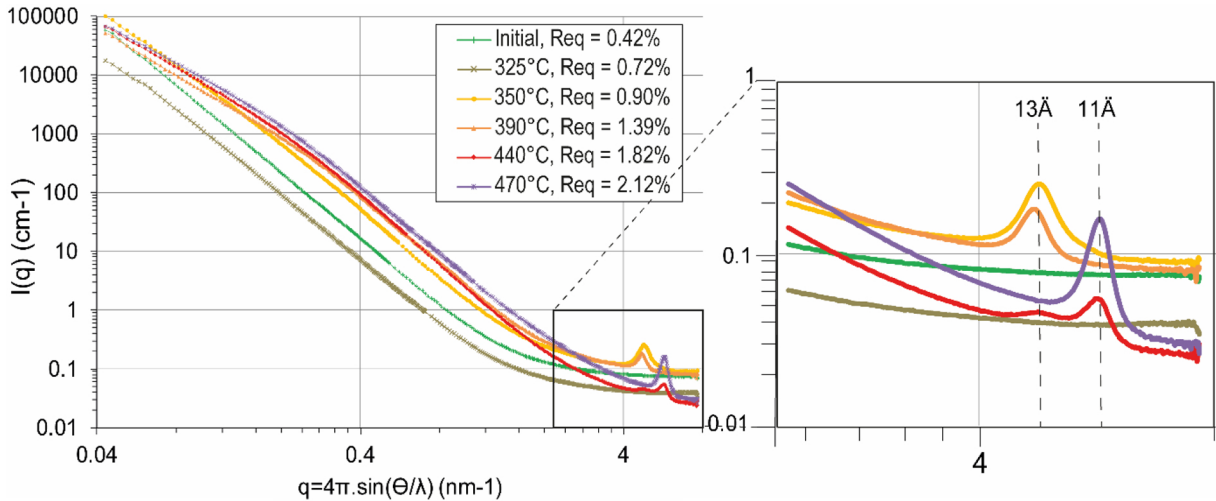 I(q) (cm-1)
100000
10000
1000
100
10
1
0.1
0.01
0.04
0.4
4
q=4π.sin(Θ/λ) (nm-1)
Initial, Req = 0.42%
325°C, Req = 0.72%
350°C, Req = 0.90%
390°C, Req = 1.39%
440°C, Req = 1.82%
470°C, Req = 2.12%
1
0.1
0.01
13Ä
11Ä
4